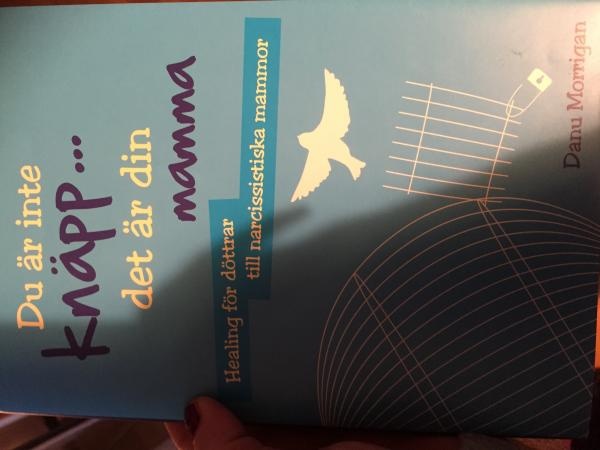 Du är inte
knäpp...
det är din
mamma
Healing för döttrar
till narcissistiska mammor
Danu Morrigan